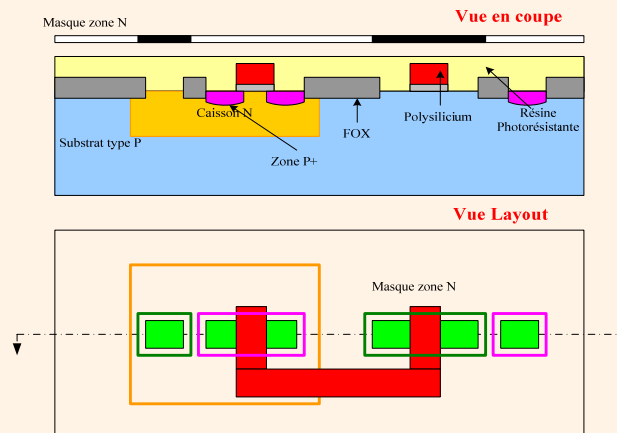 Vue en coupe
Masque zone N
Caisson N
Polysilicium
Résine
Photorésistante
Substrat type P
FOX
Zone P+
Vue Layout
Masque zone N